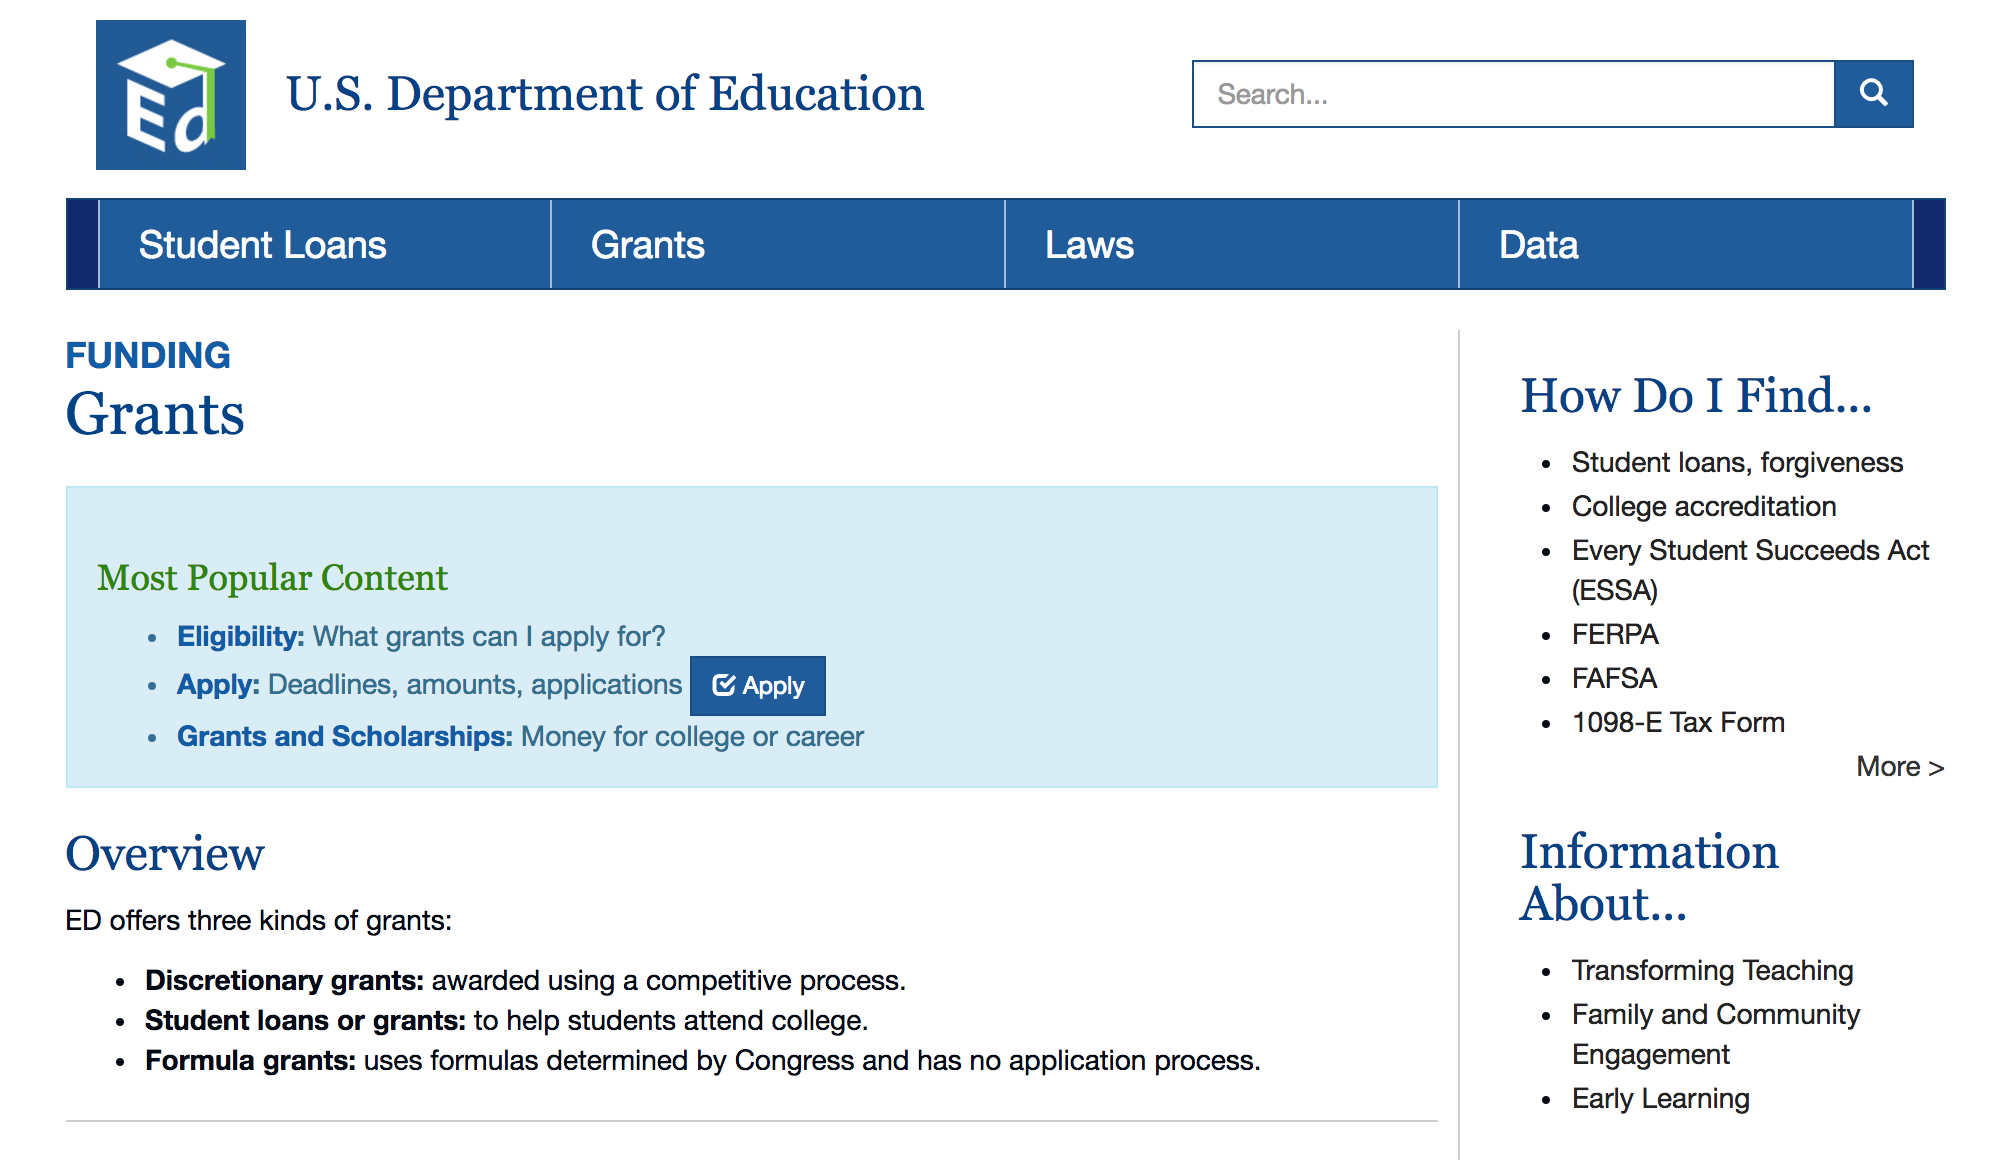 Ed
U.S. Department of Education
Search...
Student Loans
Grants
Laws
Data
FUNDING
Grants
Most Popular Content
• Eligibility: What grants can I apply for?
• Apply: Deadlines, amounts, applications Apply
• Grants and Scholarships: Money for college or career
Overview
ED offers three kinds of grants:
• Discretionary grants: awarded using a competitive process.
• Student loans or grants: to help students attend college.
• Formula grants: uses formulas determined by Congress and has no application process.
How Do I Find...
• Student loans, forgiveness
• College accreditation
• Every Student Succeeds Act
(ESSA)
• FERPA
• FAFSA
• 1098-E Tax Form
More >
Information
About...
• Transforming Teaching
• Family and Community
Engagement
• Early Learning